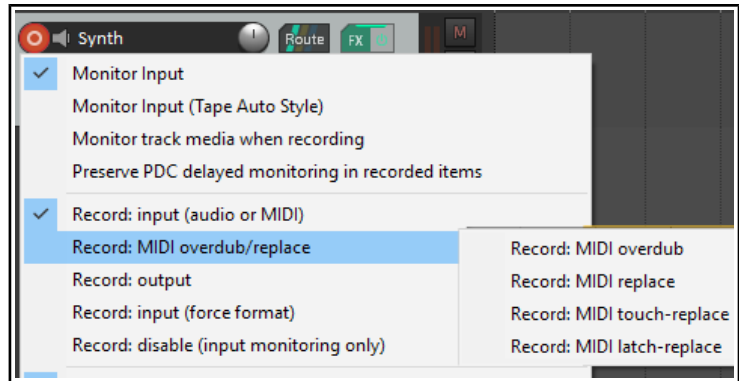 Synth Route FX M
Monitor Input
Monitor Input (Tape Auto Style)
Monitor track media when recording
Preserve PDC delayed monitoring in recorded items
Record: input (audio or MIDI)
Record: MIDI overdub/replace
Record: MIDI overdub
Record: output
Record: MIDI replace
Record: input (force format)
Record: MIDI touch-replace
Record: disable (input monitoring only)
Record: MIDI latch-replace